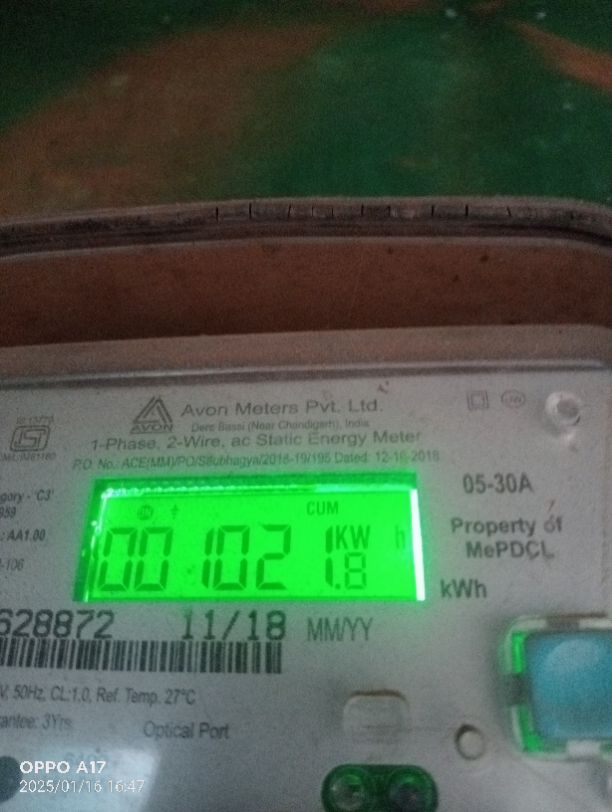 Avon Meters Pvt. Ltd.
AVON
Dera Bassi (Near Chandigarh), India
1-Phase, 2-Wire, ac Static Energy Meter
P.O. No.: ACE(MM)/PO/Saubhagya/2018-19/195 Dated: 12-10-2018
gory - 'C3'
: AA1.00
-106
05-30A
Property of
MePDCL
CUM
KW h
001021.8
kWh
628872 11/18 MM/YY
V, 50Hz, CL:1.0, Ref. Temp. 27°C
antee: 3Yrs
Optical Port
OPPO A17
2025/01/16 16:47